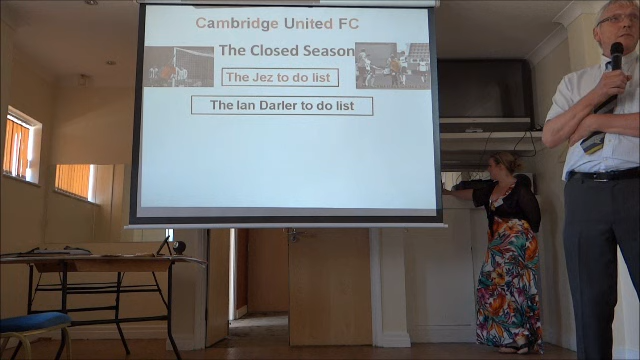 Cambridge United FC
The Closed Season
The Jez to do list
The Ian Darler to do list